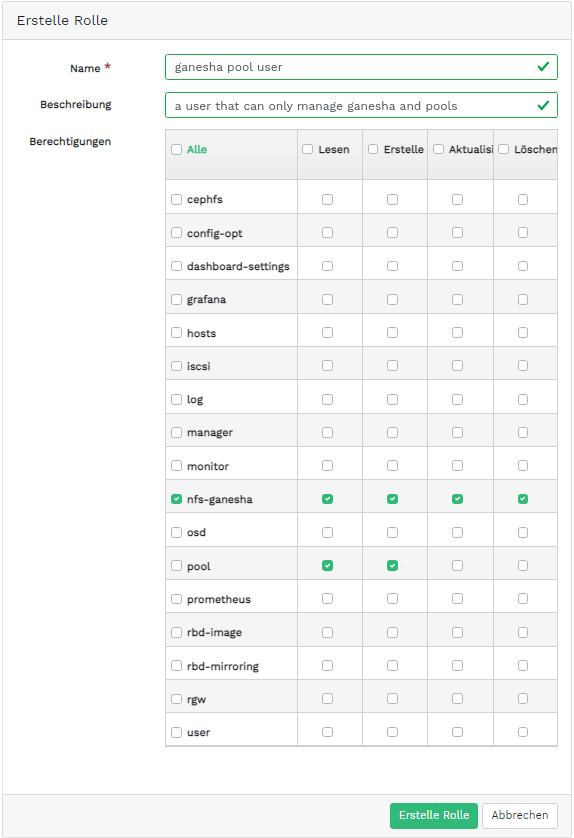 Erstelle Rolle
Name *
ganesha pool user
Beschreibung
a user that can only manage ganesha and pools
Berechtigungen
Alle Lesen Erstelle Aktualisi Löschen
cephfs
config-opt
dashboard-settings
grafana
hosts
iscsi
log
manager
monitor
nfs-ganesha
osd
pool
prometheus
rbd-image
rbd-mirroring
rgw
user
Erstelle Rolle Abbrechen